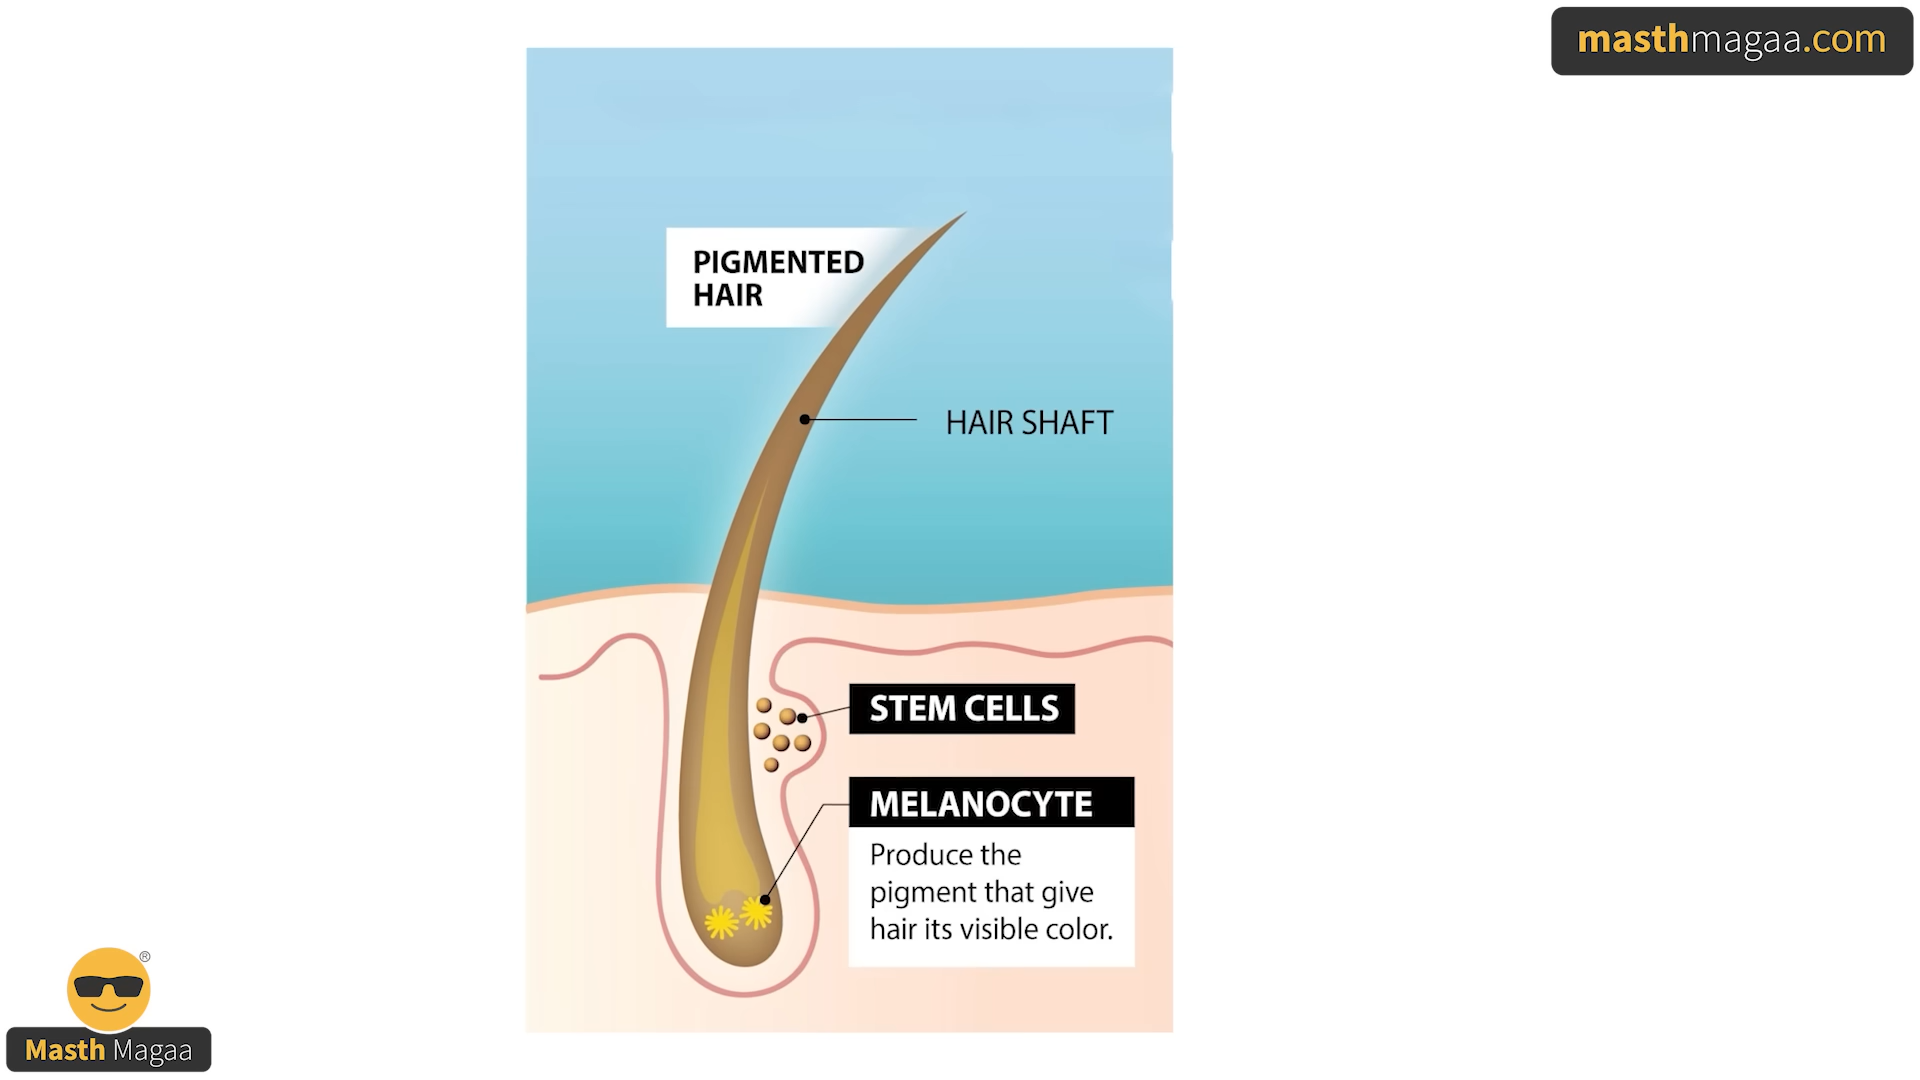 masthmagaa.com
PIGMENTED
HAIR
HAIR SHAFT
STEM CELLS
MELANOCYTE
Produce the
pigment that give
hair its visible color.
®
Masth Magaa